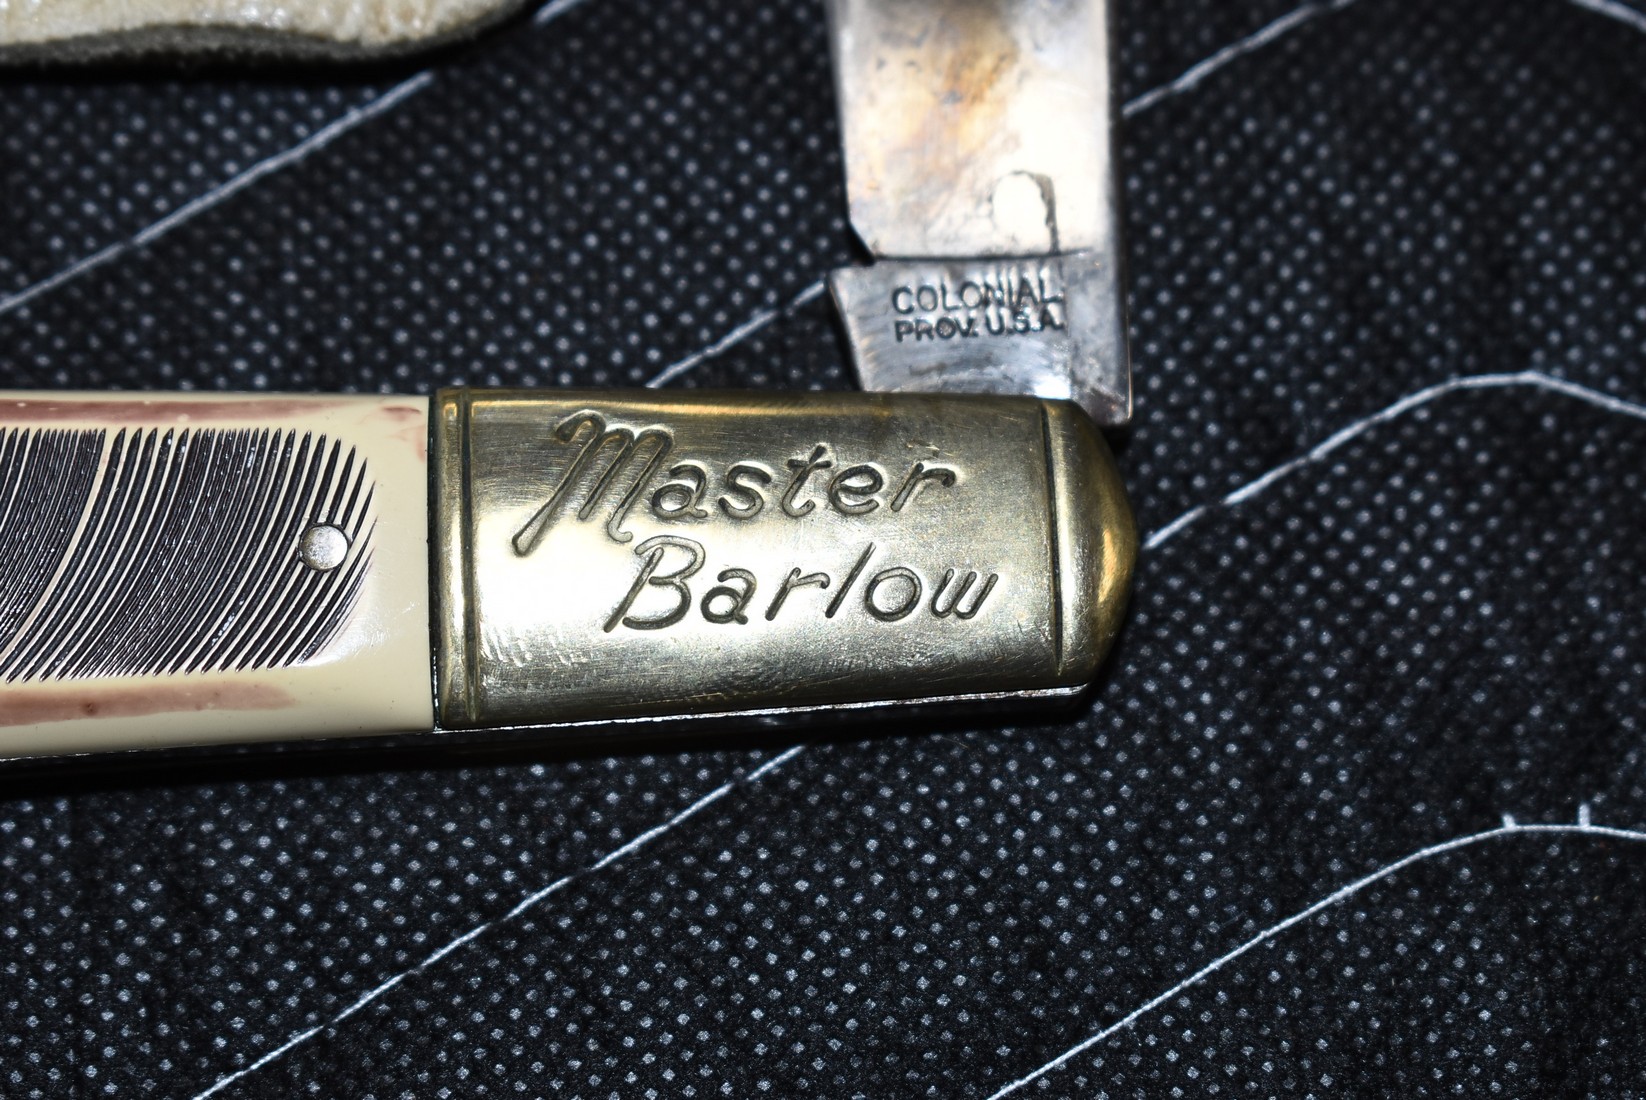 COLONIAL
PROV. U.S.A.
Master
Barlow